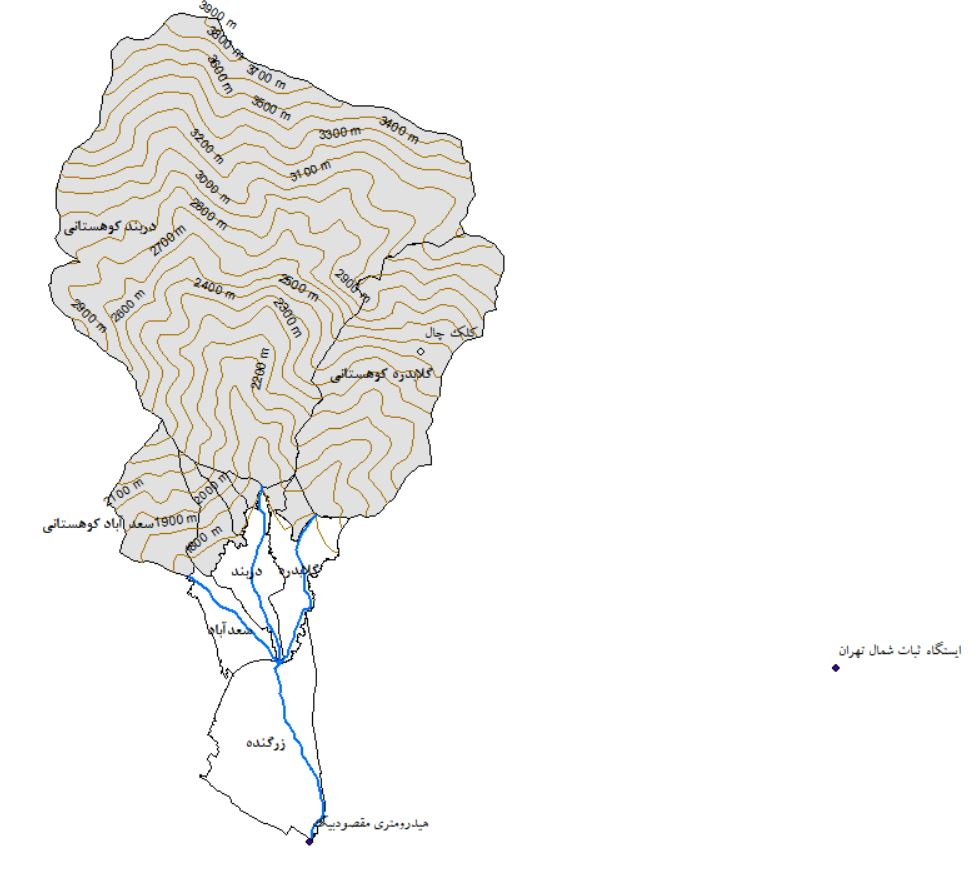 3900 m
3800 m
3700 m
3600 m
3500 m
3400 m
3300 m
3200 m
3100 m
3000 m
2800 m
دربند کوهستانی
2700 m
2400 m
2500 m
2900 m
2900 m
2600 m
2300 m
کلک چال
2200 m
گلابدره کوهستانی
2100 m
2000 m
سعد آباد کوهستانی
1900 m
1800 m
دربند
گلابدره
سعدآباد
ایستگاه ثبات شمال تهران
زرگنده
هیدرومتری مقصودبیک